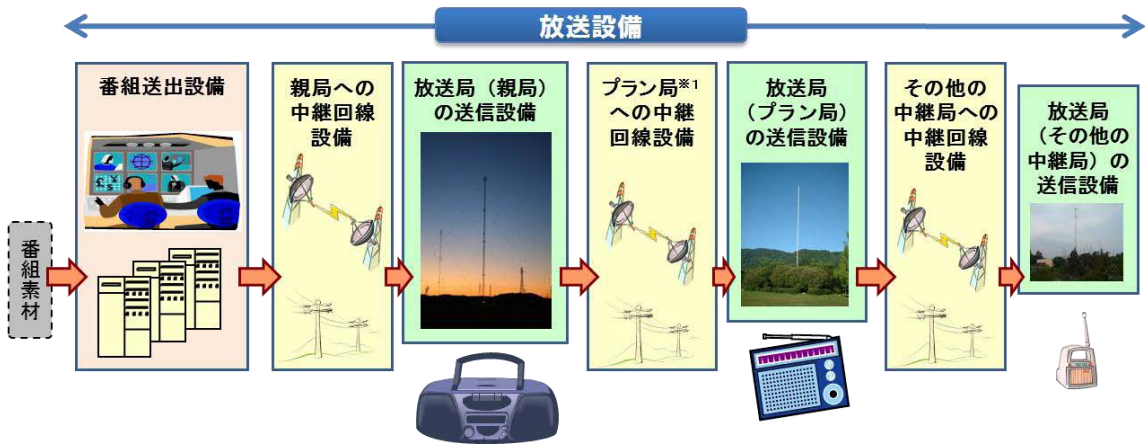 放送設備
番組素材
番組送出設備
親局への
中継回線
設備
放送局（親局）
の送信設備
プラン局※1
への中継
回線設備
放送局
（プラン局）
の送信設備
その他の
中継局への
中継回線
設備
放送局
（その他の
中継局）の
送信設備